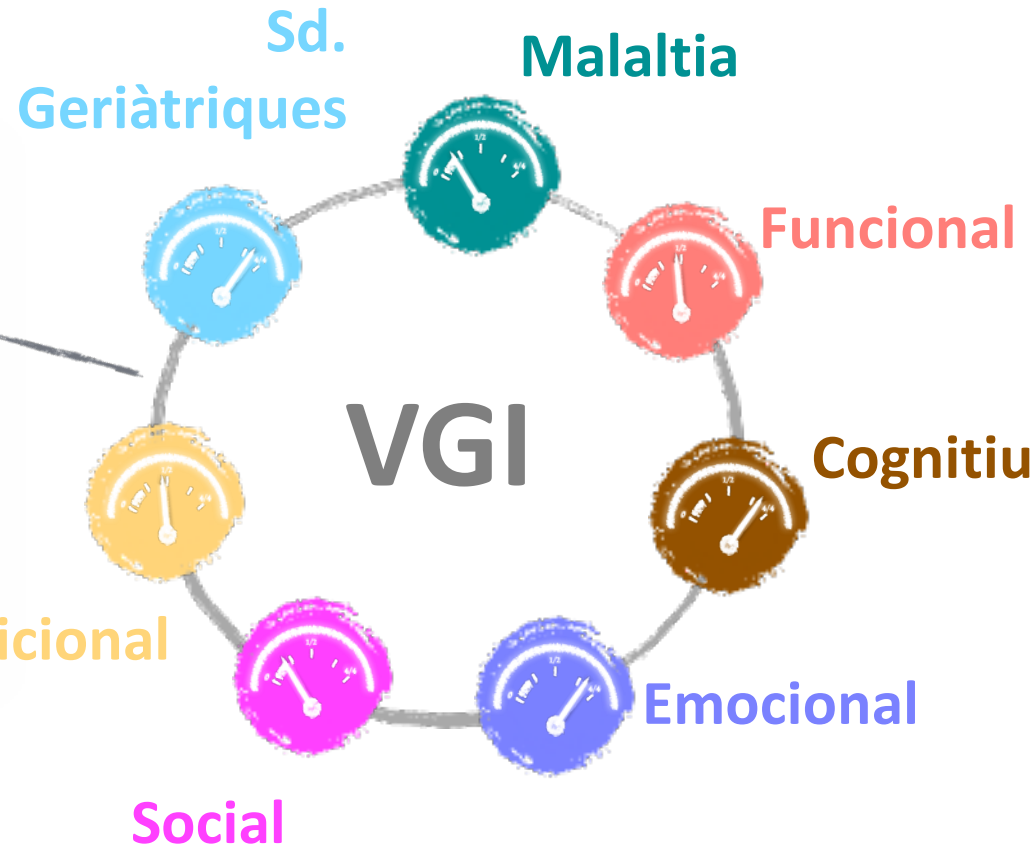 Sd.
Geriàtriques
Malaltia
Funcional
VGI
Cognitiu
icional
Emocional
Social